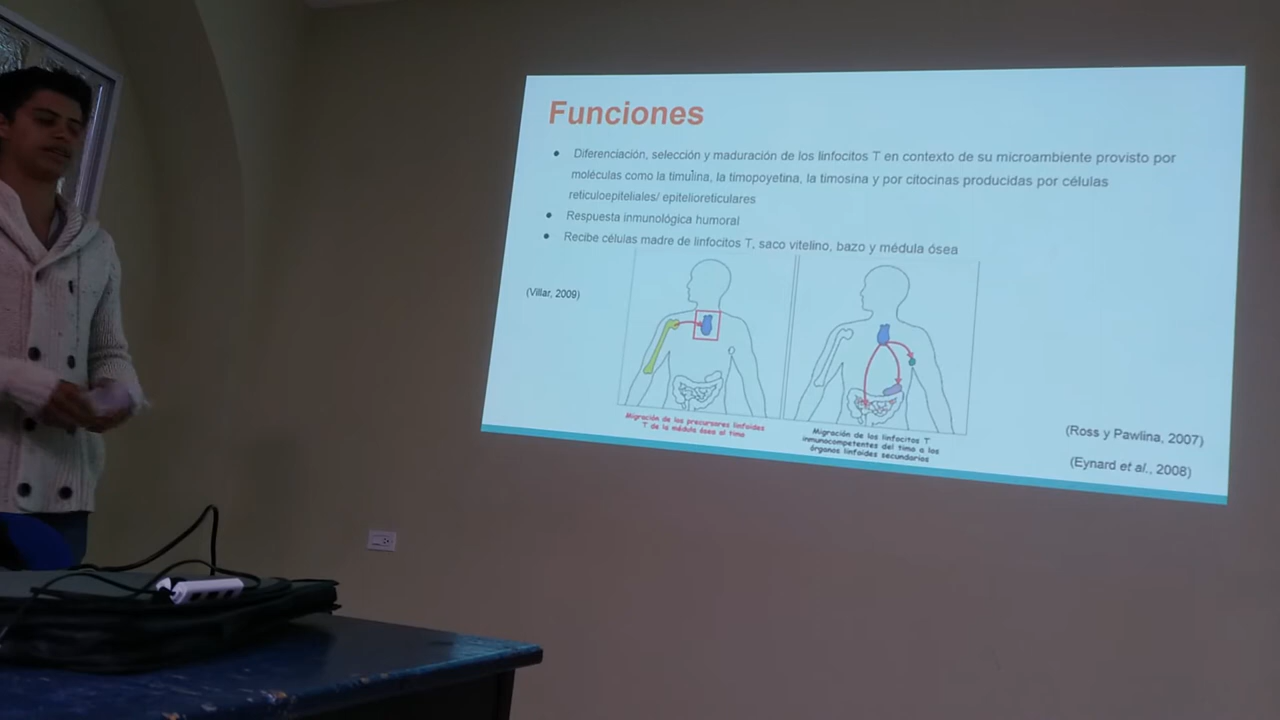 Funciones
Diferenciación, selección y maduración de los linfocitos T en contexto de su microambiente provisto por
moléculas como la timulina, la timopoyetina, la timosina y por citocinas producidas por células
reticuloepiteliales/ epitelioreticulares
Respuesta inmunológica humoral
Recibe células madre de linfocitos T, saco vitelino, bazo y médula ósea
(Villar, 2009)
Migración de los precursores linfoides
T de la médula ósea al timo
Migración de los linfocitos T
inmunocompetentes del timo a los
órganos linfoides secundarios
(Ross y Pawlina, 2007)
(Eynard et al., 2008)